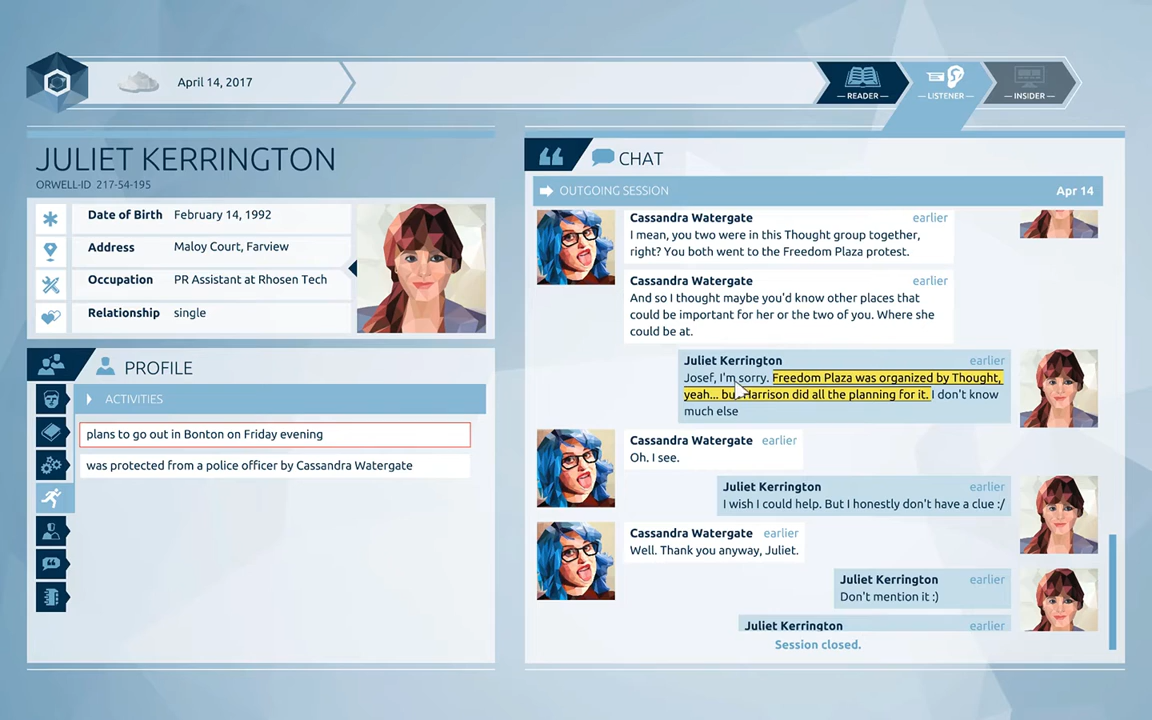 April 14, 2017
READER
LISTENER
INSIDER
JULIET KERRINGTON
ORWELL-ID 217-54-195
Date of Birth February 14, 1992
Address Maloy Court, Farview
Occupation PR Assistant at Rhosen Tech
Relationship single
PROFILE
ACTIVITIES
plans to go out in Bonton on Friday evening
was protected from a police officer by Cassandra Watergate
CHAT
OUTGOING SESSION Apr 14
Cassandra Watergate earlier
I mean, you two were in this Thought group together,
right? You both went to the Freedom Plaza protest.
Cassandra Watergate earlier
And so I thought maybe you'd know other places that
could be important for her or the two of you. Where she
could be at.
Juliet Kerrington earlier
Josef, I'm sorry. Freedom Plaza was organized by Thought,
yeah... but Harrison did all the planning for it. I don't know
much else
Cassandra Watergate earlier
Oh. I see.
Juliet Kerrington earlier
I wish I could help. But I honestly don't have a clue :/
Cassandra Watergate earlier
Well. Thank you anyway, Juliet.
Juliet Kerrington earlier
Don't mention it :)
Juliet Kerrington earlier
Session closed.